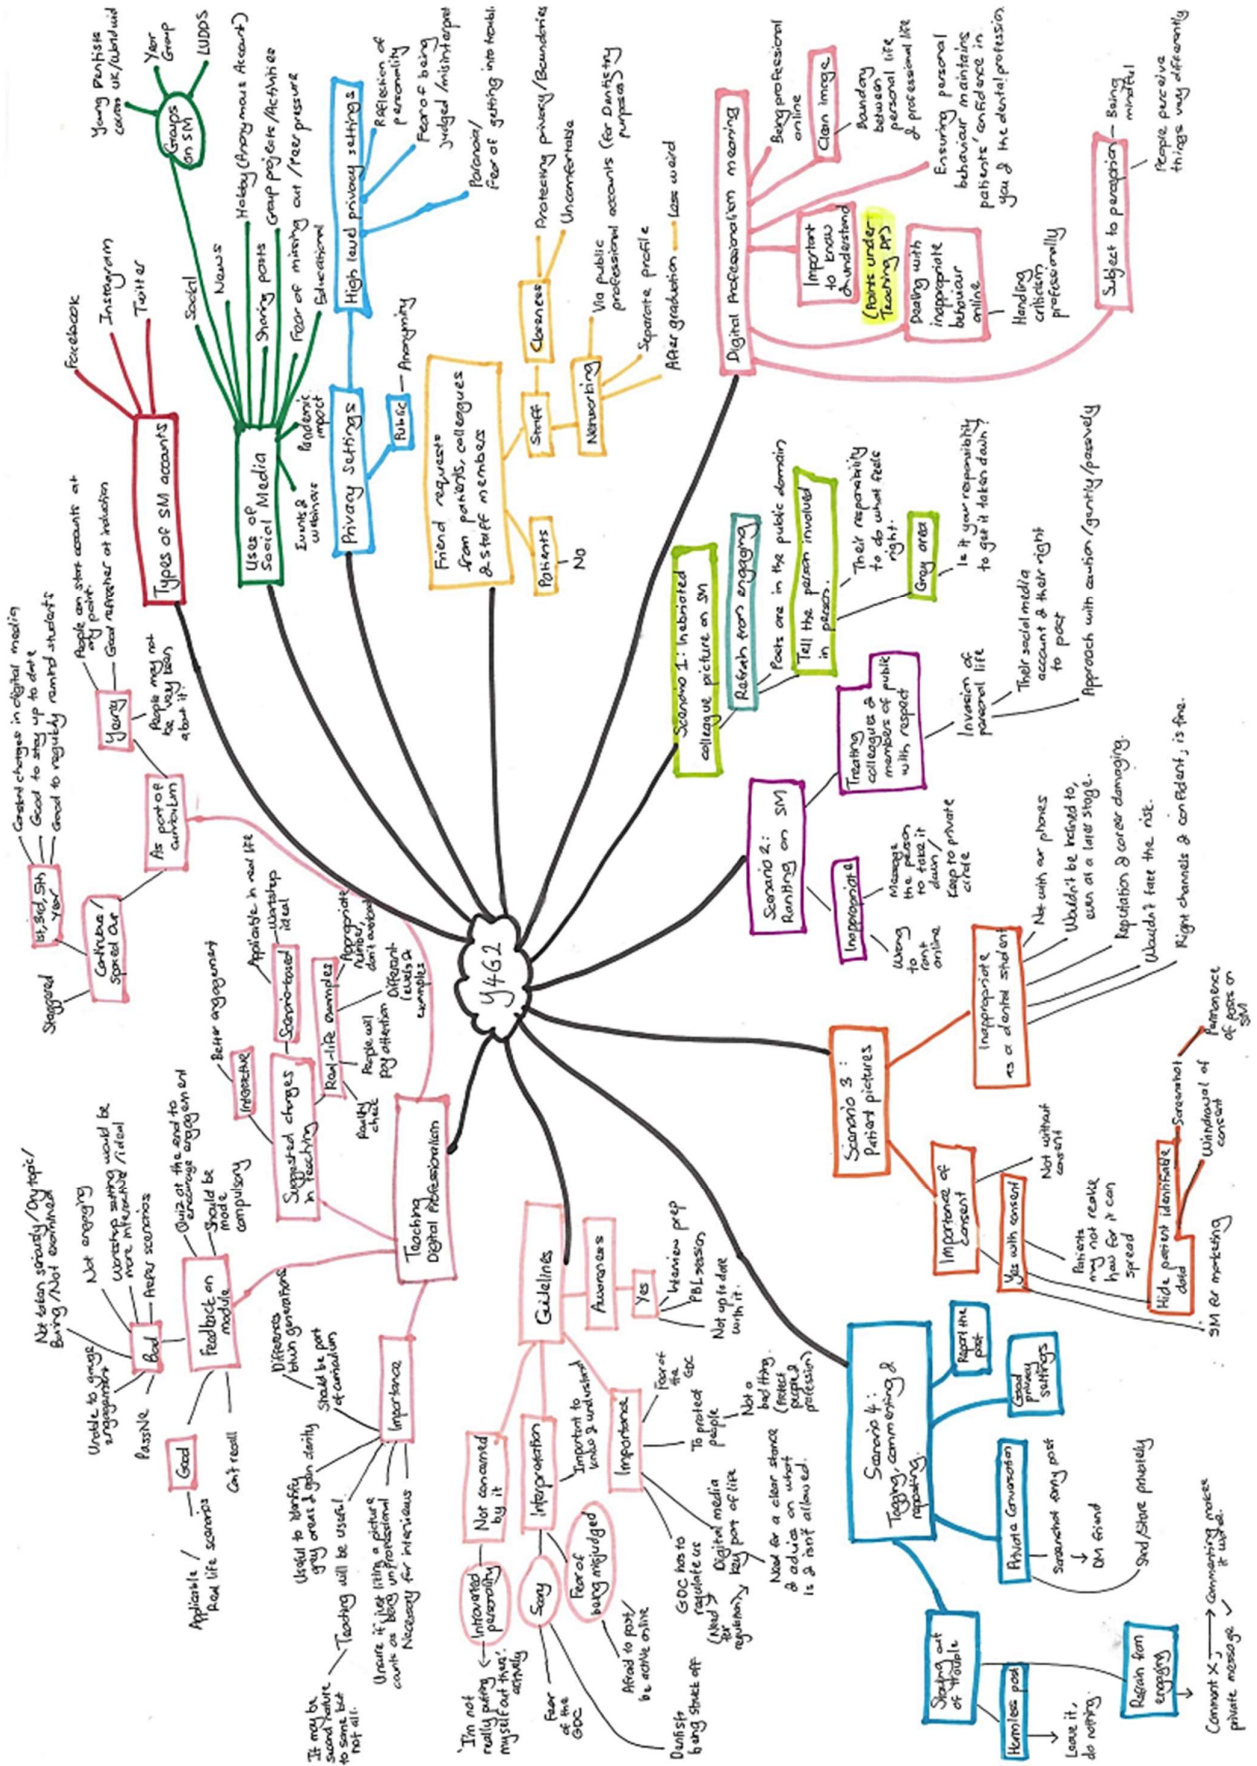 Y4G2
Types of SM accounts
Facebook
Instagram
Twitter
Uses of
Social Media
Social
Groups
on SM
Young Dentists
across UK/worldwide
Year
Group
LUDDS
News
Hobby (Anonymous Account)
Sharing posts
Group projects/Activities
Fear of missing out / peer pressure
Educational
Pandemic
impact
Events &
webinars
Privacy settings
High level privacy settings
Reflection of
personality
Fear of being
judged/misinterpret
Paranoia/
Fear of getting into trouble
Public
Anonymity
Friend requests
from patients, colleagues
& staff members
Staff
Closeness
Protecting privacy/Boundaries
Uncomfortable
Networking
Via public
professional accounts (for Dentistry
purposes)
Separate profile
After graduation
Less weird
Patients
No
Digital Professionalism meaning
Being professional
online
Clean image
Boundary
between
personal life
& professional life
Ensuring personal
behaviour maintains
patients' confidence in
you & the dental profession
Important
to know
& understand
(Points under
Teaching DP)
Dealing with
inappropriate
behaviour
online
Handling
criticism
professionally
Subject to perception
Being
mindful
People perceive
things very differently
Scenario 1: Inebriated
colleague picture on SM
Refrain from engaging
Posts are in the public domain
Tell the person involved
in person.
Their responsibility
to do what feels
right.
Grey area
Is it your responsibility
to get it taken down?
Scenario 2:
Ranting on SM
Treating
colleagues &
members of public
with respect
Invasion of
personal life
Their social media
account & their right
to post
Approach with caution/gently/passively
Inappropriate
Wrong
to
rant
online
Message
the person
to take it
down/
Keep to private
circle
Scenario 3:
Patient pictures
Inappropriate
as a dental student
Not with our phones
Wouldn't be inclined to,
even at a later stage.
Reputation & career damaging.
Wouldn't take the risk.
Right channels & confident, is fine.
Importance of
consent
Not without
consent
Yes with consent
Patients
may not realise
how far it can
spread
Hide patient identifiable
data
Screenshot
Permanence
of posts on
SM
Withdrawal of
consent
SM for marketing
Scenario 4:
Tagging, commenting &
reposting.
Report the
post
Good
privacy
settings
Private Conversation
Screenshot funny post
↓
DM friend
Send/Store privately
Staying out
of trouble
Harmless post
Leave it,
do nothing.
Refrain from
engaging
Comment X → Commenting makes
it worse.
private message ✓
Guidelines
Awareness
Yes
Interview prep
PBL session
Not up to date
with it.
Importance
Fear of
the
GDC
To protect
people
Not a
bad thing.
(Protect
people &
profession)
Need for a clear stance
& advice on what
is & isn't allowed.
GDC has to
regulate us
(Need
for
regulation)
Digital media
key part of life
Interpretation
Important to
know & understand
Scary
Fear
of the
GDC
Dentists
being struck off
Fear of
being misjudged
Afraid to post/
be active online
Not concerned
by it
Introverted
personality
'I'm not
really putting
myself out there'.
actively
Teaching
Digital Professionalism
Importance
Differences
btwn generations
Should be part
of curriculum
Useful to identify
grey areas & gain clarity
Teaching will be useful.
It may be
second nature
to some but
not all.
Unsure if just liking a picture
counts as being unprofessional
Necessary for interviews
Feedback on
module
Quiz at the end to
encourage engagement
Should be
made
compulsory
Bad
Prefer scenarios
Workshop setting would be
more interactive/ideal
Not engaging
Not taken seriously/Dry topic/
Boring/Not examined
Unable to gauge
engagement
Passive
Good
Applicable/
Real life scenarios
Can't recall
Suggested changes
in teaching
Interactive
Better engagement
Scenario-based
Applicable in real life
Workshop
ideal
Real-life examples
Appropriate
number,
don't overload
Different
levels &
examples
People will
pay attention
Reality
check
As part of
curriculum
Yearly
People can start accounts at
any point.
Good refresher at induction
People may not
be very keen
about it.
Continuous/
Spaced Out
Staggered
1st, 3rd, 5th
year
Constant changes in digital media
Good to stay up to date
Good to regularly remind students